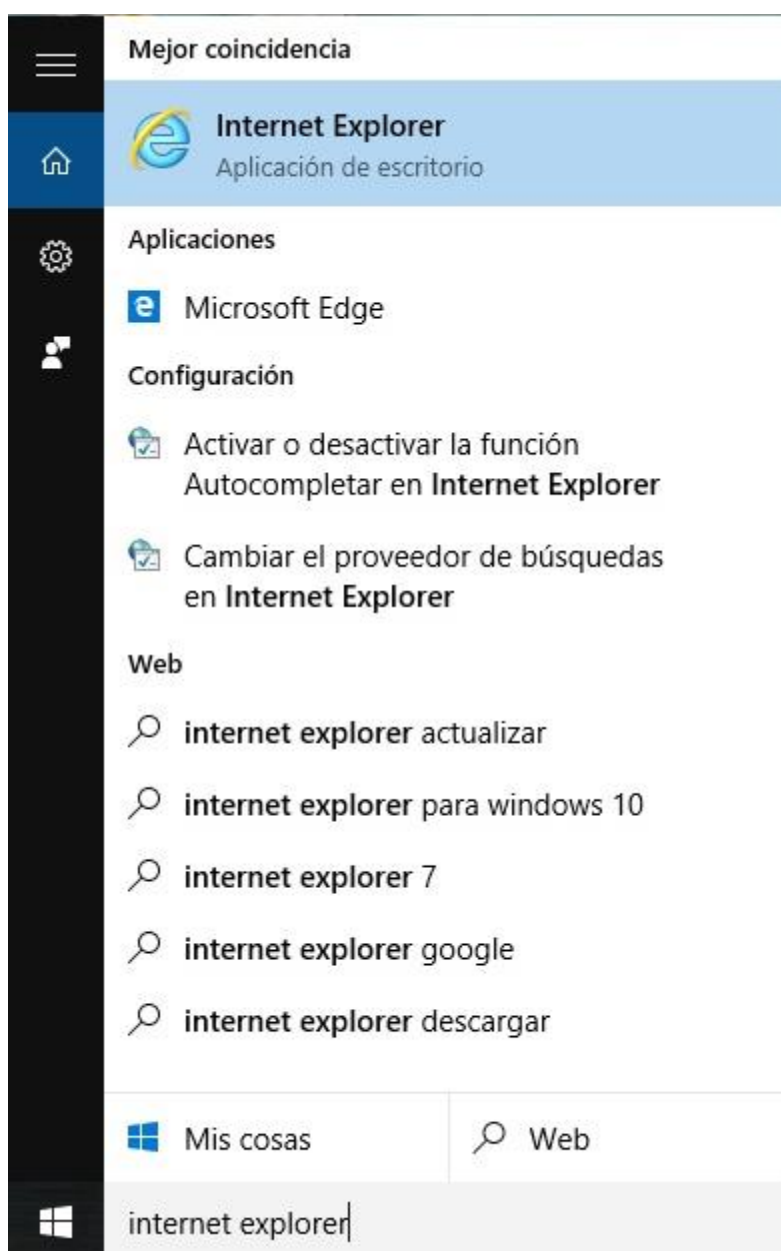 Mejor coincidencia
Internet Explorer
Aplicación de escritorio
Aplicaciones
Microsoft Edge
Configuración
Activar o desactivar la función
Autocompletar en Internet Explorer
Cambiar el proveedor de búsquedas
en Internet Explorer
Web
internet explorer actualizar
internet explorer para windows 10
internet explorer 7
internet explorer google
internet explorer descargar
Mis cosas
Web
internet explorer